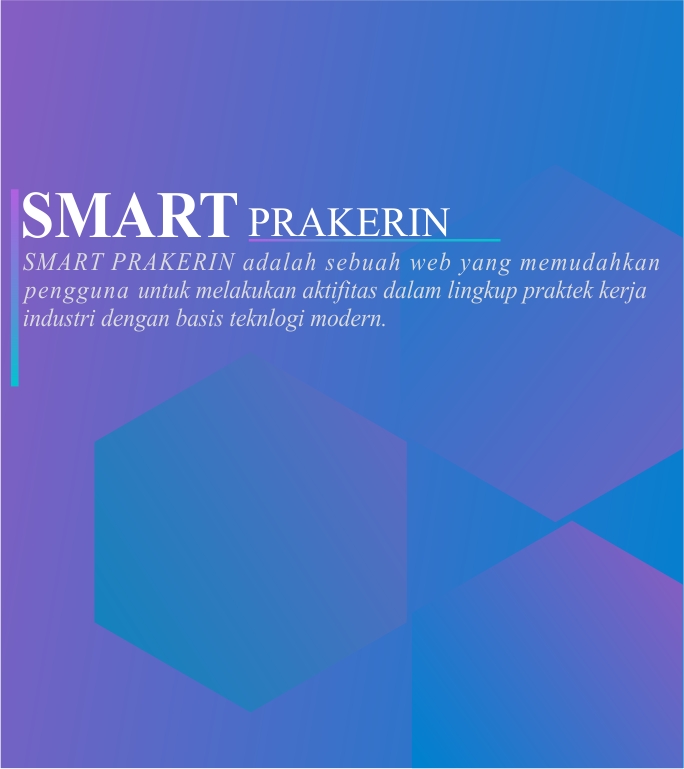 SMART PRAKERIN
SMART PRAKERIN adalah sebuah web yang memudahkan
pengguna untuk melakukan aktifitas dalam lingkup praktek kerja
industri dengan basis teknlogi modern.